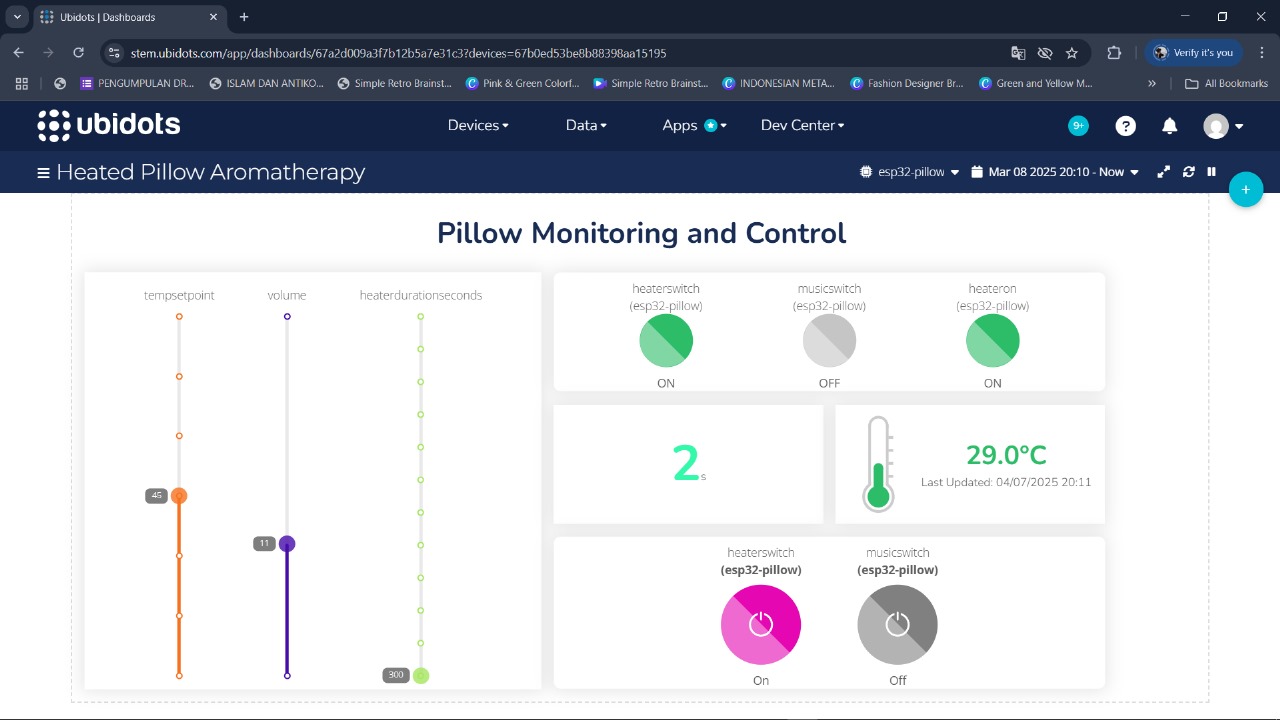 Ubidots | Dashboards
stem.ubidots.com/app/dashboards/67a2d009a3f7b12b5a7e31c3?devices=67b0ed53be8b88398aa15195
Verify it's you
PENGUMPULAN DR...
ISLAM DAN ANTIKO...
Simple Retro Brainst...
Pink & Green Colorf...
Simple Retro Brainst...
INDONESIAN META...
Fashion Designer Br...
Green and Yellow M...
All Bookmarks
ubidots
Devices
Data
Apps
Dev Center
9+
?
Heated Pillow Aromatherapy
esp32-pillow
Mar 08 2025 20:10 - Now
Pillow Monitoring and Control
tempsetpoint
volume
heaterdurationseconds
45
11
300
heaterswitch
(esp32-pillow)
ON
musicswitch
(esp32-pillow)
OFF
heateron
(esp32-pillow)
ON
2s
29.0°C
Last Updated: 04/07/2025 20:11
heaterswitch
(esp32-pillow)
On
musicswitch
(esp32-pillow)
Off